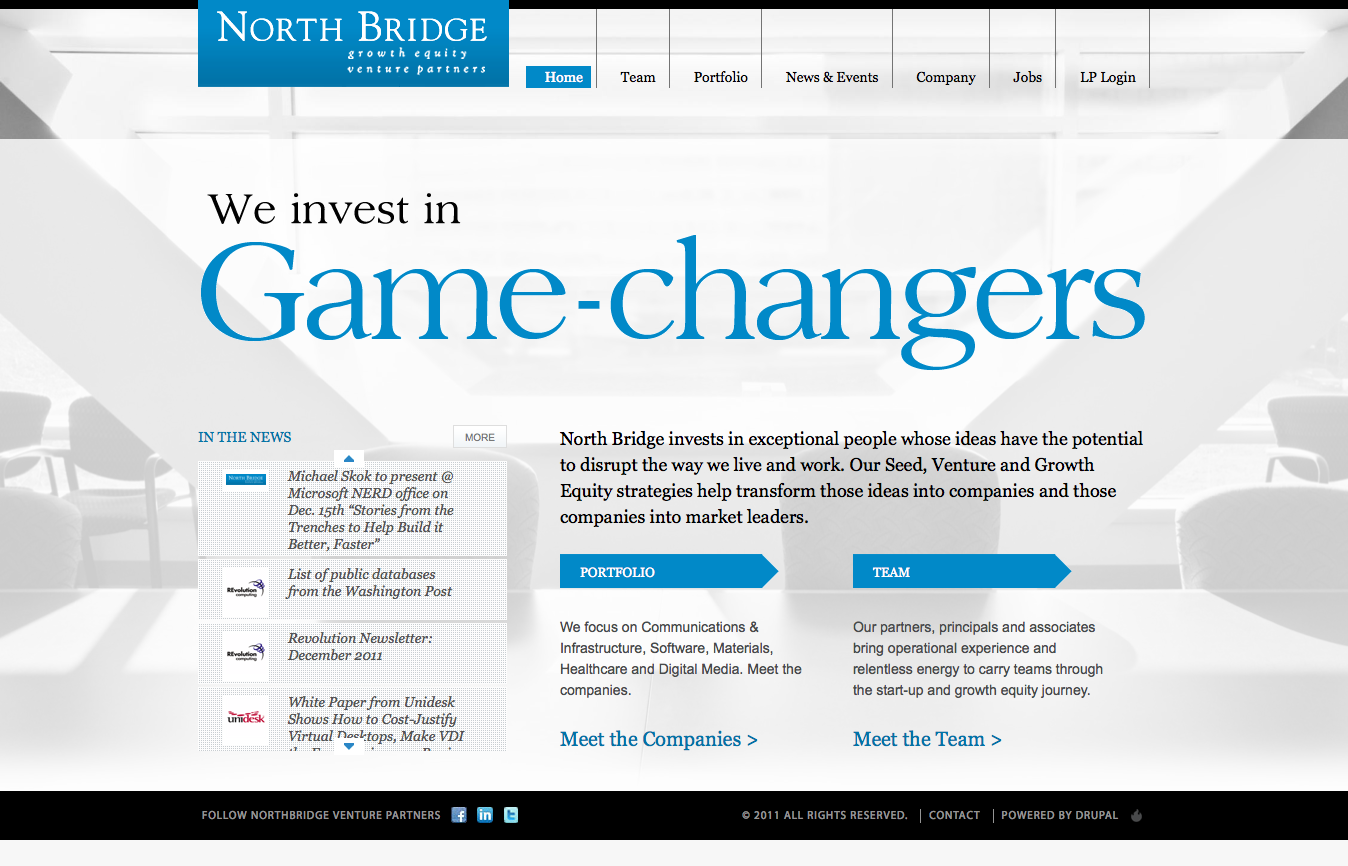 NORTH BRIDGE
growth equity
venture partners
Home
Team
Portfolio
News & Events
Company
Jobs
LP Login
We invest in
Game-changers
IN THE NEWS
MORE
NORTH BRIDGE
Michael Skok to present @
Microsoft NERD office on
Dec. 15th “Stories from the
Trenches to Help Build it
Better, Faster”
REvolution
computing
List of public databases
from the Washington Post
REvolution
computing
Revolution Newsletter:
December 2011
unidesk
White Paper from Unidesk
Shows How to Cost-Justify
Virtual Desktops, Make VDI
North Bridge invests in exceptional people whose ideas have the potential
to disrupt the way we live and work. Our Seed, Venture and Growth
Equity strategies help transform those ideas into companies and those
companies into market leaders.
PORTFOLIO
We focus on Communications &
Infrastructure, Software, Materials,
Healthcare and Digital Media. Meet the
companies.
Meet the Companies >
TEAM
Our partners, principals and associates
bring operational experience and
relentless energy to carry teams through
the start-up and growth equity journey.
Meet the Team >
FOLLOW NORTHBRIDGE VENTURE PARTNERS
© 2011 ALL RIGHTS RESERVED.
CONTACT
POWERED BY DRUPAL